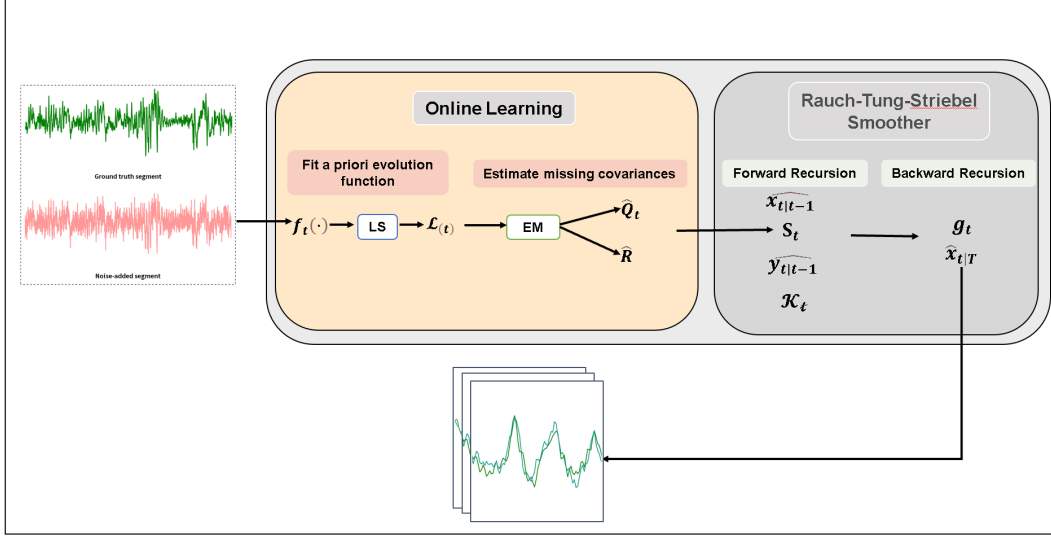 Ground truth segment
Noise-added segment
Online Learning
Fit a priori evolution
function
Estimate missing covariances
f_t(·)
LS
ℒ_(t)
EM
Q̂_t
R̂
Rauch-Tung-Striebel
Smoother
Forward Recursion
Backward Recursion
x̂_{t|t−1}
S_t
ŷ_{t|t−1}
𝒦_t
g_t
x̂_{t|T}